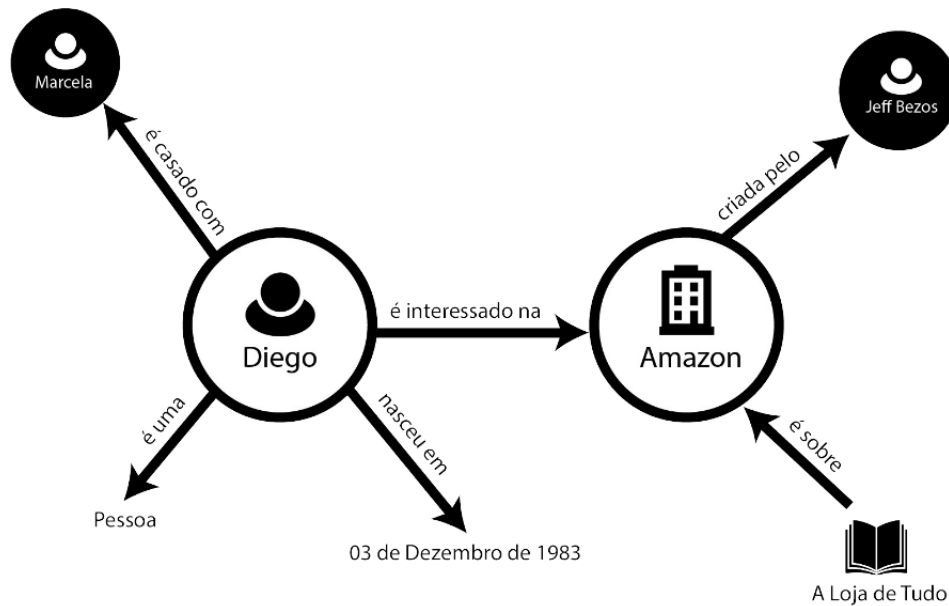 Marcela
Jeff Bezos
é casado com
criada pelo
é interessado na
Diego
Amazon
é uma
nasceu em
é sobre
Pessoa
03 de Dezembro de 1983
A Loja de Tudo